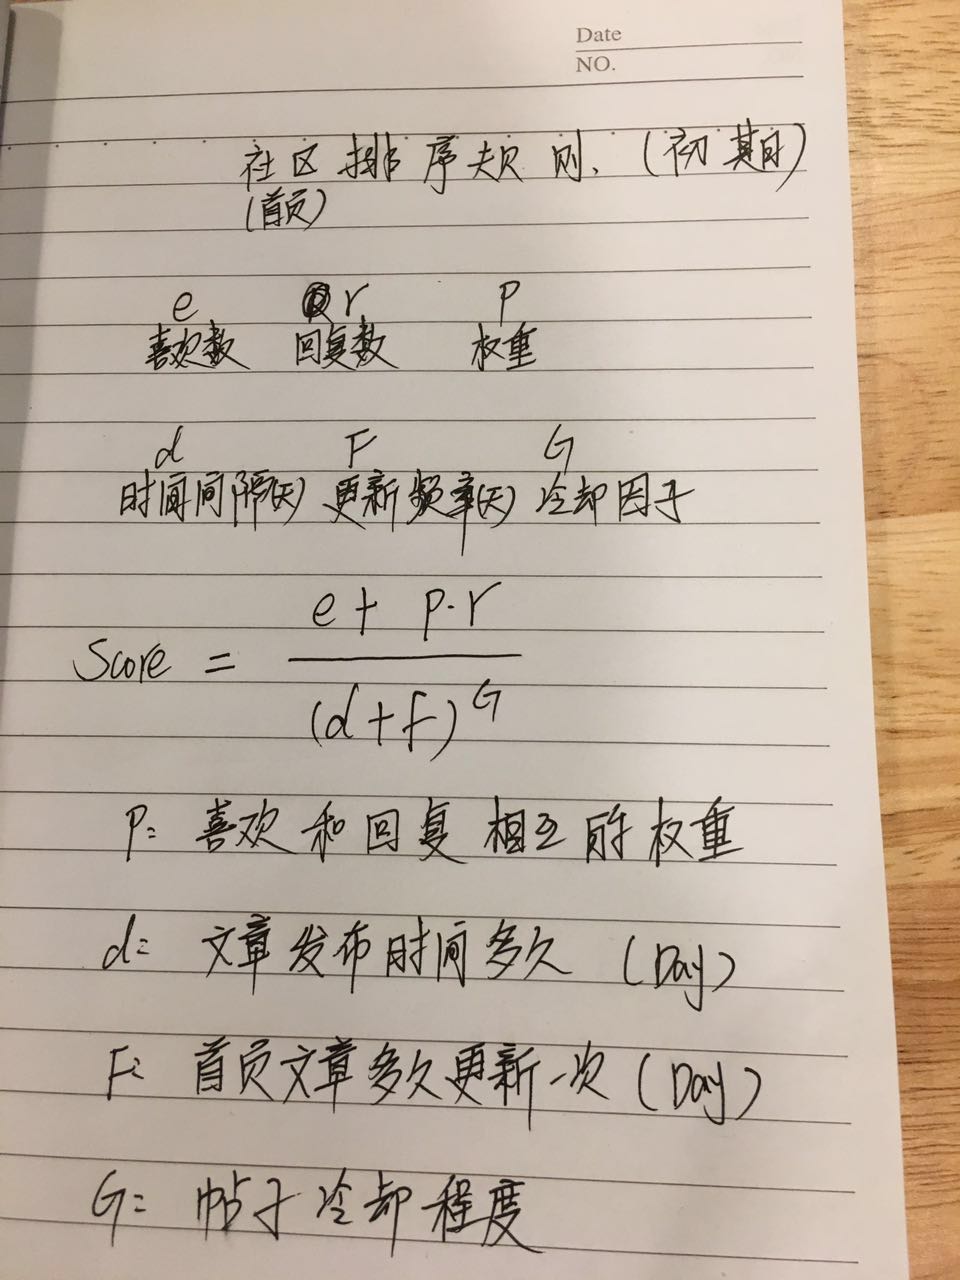 Date
NO.
社区排序规则、(初期)
(首页)
e r p
喜欢数 回复数 权重
d F G
时间间隔(天) 更新频率(天) 冷却因子
Score = (e + p·r) / (d+F)^G
P: 喜欢和回复相互的权重
d: 文章发布时间多久 (Day)
F: 首页文章多久更新一次 (Day)
G: 帖子冷却程度